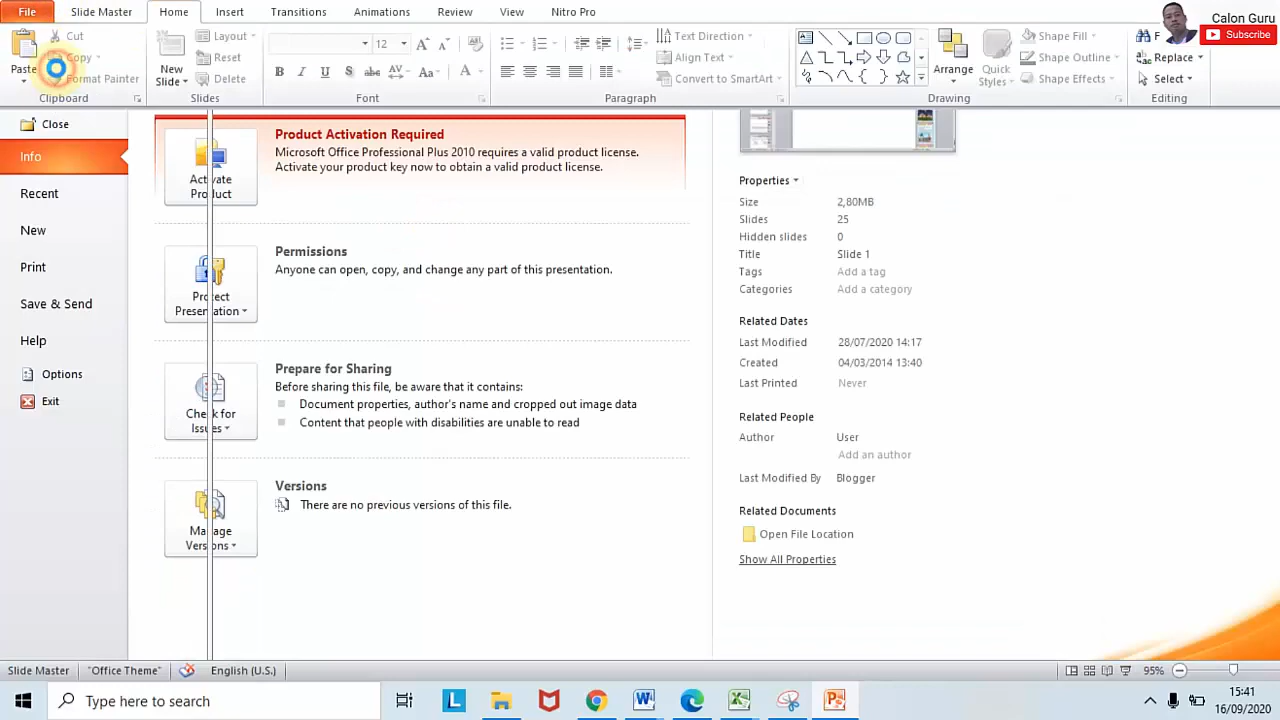 File Slide Master Home Insert Transitions Animations Review View Nitro Pro
Calon Guru
Subscribe
Paste
Cut
Copy
Format Painter
Clipboard
New
Slide
Layout
Reset
Delete
Slides
12
B I U S abc AV Aa A
Font
Text Direction
Align Text
Convert to SmartArt
Paragraph
Arrange
Quick
Styles
Shape Fill
Shape Outline
Shape Effects
Drawing
F
Replace
Select
Editing
Close
Info
Recent
New
Print
Save & Send
Help
Options
Exit
Activate
Product
Product Activation Required
Microsoft Office Professional Plus 2010 requires a valid product license.
Activate your product key now to obtain a valid product license.
Protect
Presentation
Permissions
Anyone can open, copy, and change any part of this presentation.
Check for
Issues
Prepare for Sharing
Before sharing this file, be aware that it contains:
Document properties, author's name and cropped out image data
Content that people with disabilities are unable to read
Manage
Versions
Versions
There are no previous versions of this file.
Properties
Size 2,80MB
Slides 25
Hidden slides 0
Title Slide 1
Tags Add a tag
Categories Add a category
Related Dates
Last Modified 28/07/2020 14:17
Created 04/03/2014 13:40
Last Printed Never
Related People
Author User
Add an author
Last Modified By Blogger
Related Documents
Open File Location
Show All Properties
Slide Master "Office Theme" English (U.S.) 95%
Type here to search
15:41
16/09/2020